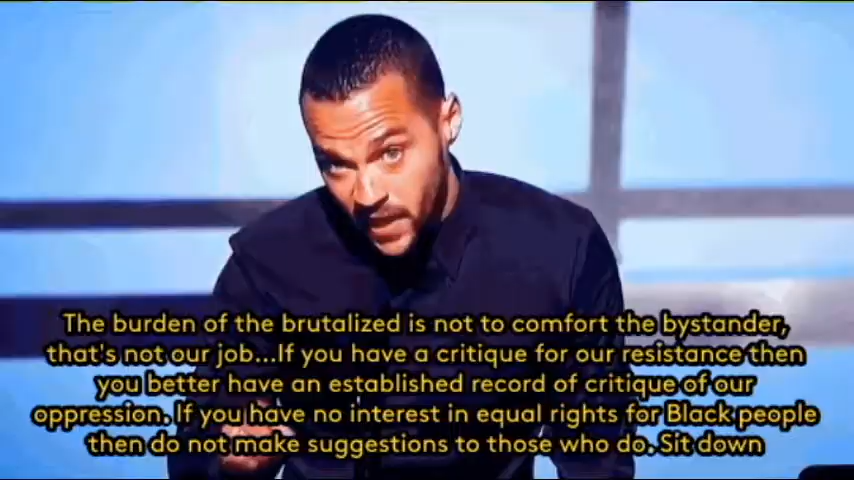 The burden of the brutalized is not to comfort the bystander,
that's not our job...If you have a critique for our resistance then
you better have an established record of critique of our
oppression. If you have no interest in equal rights for Black people
then do not make suggestions to those who do. Sit down